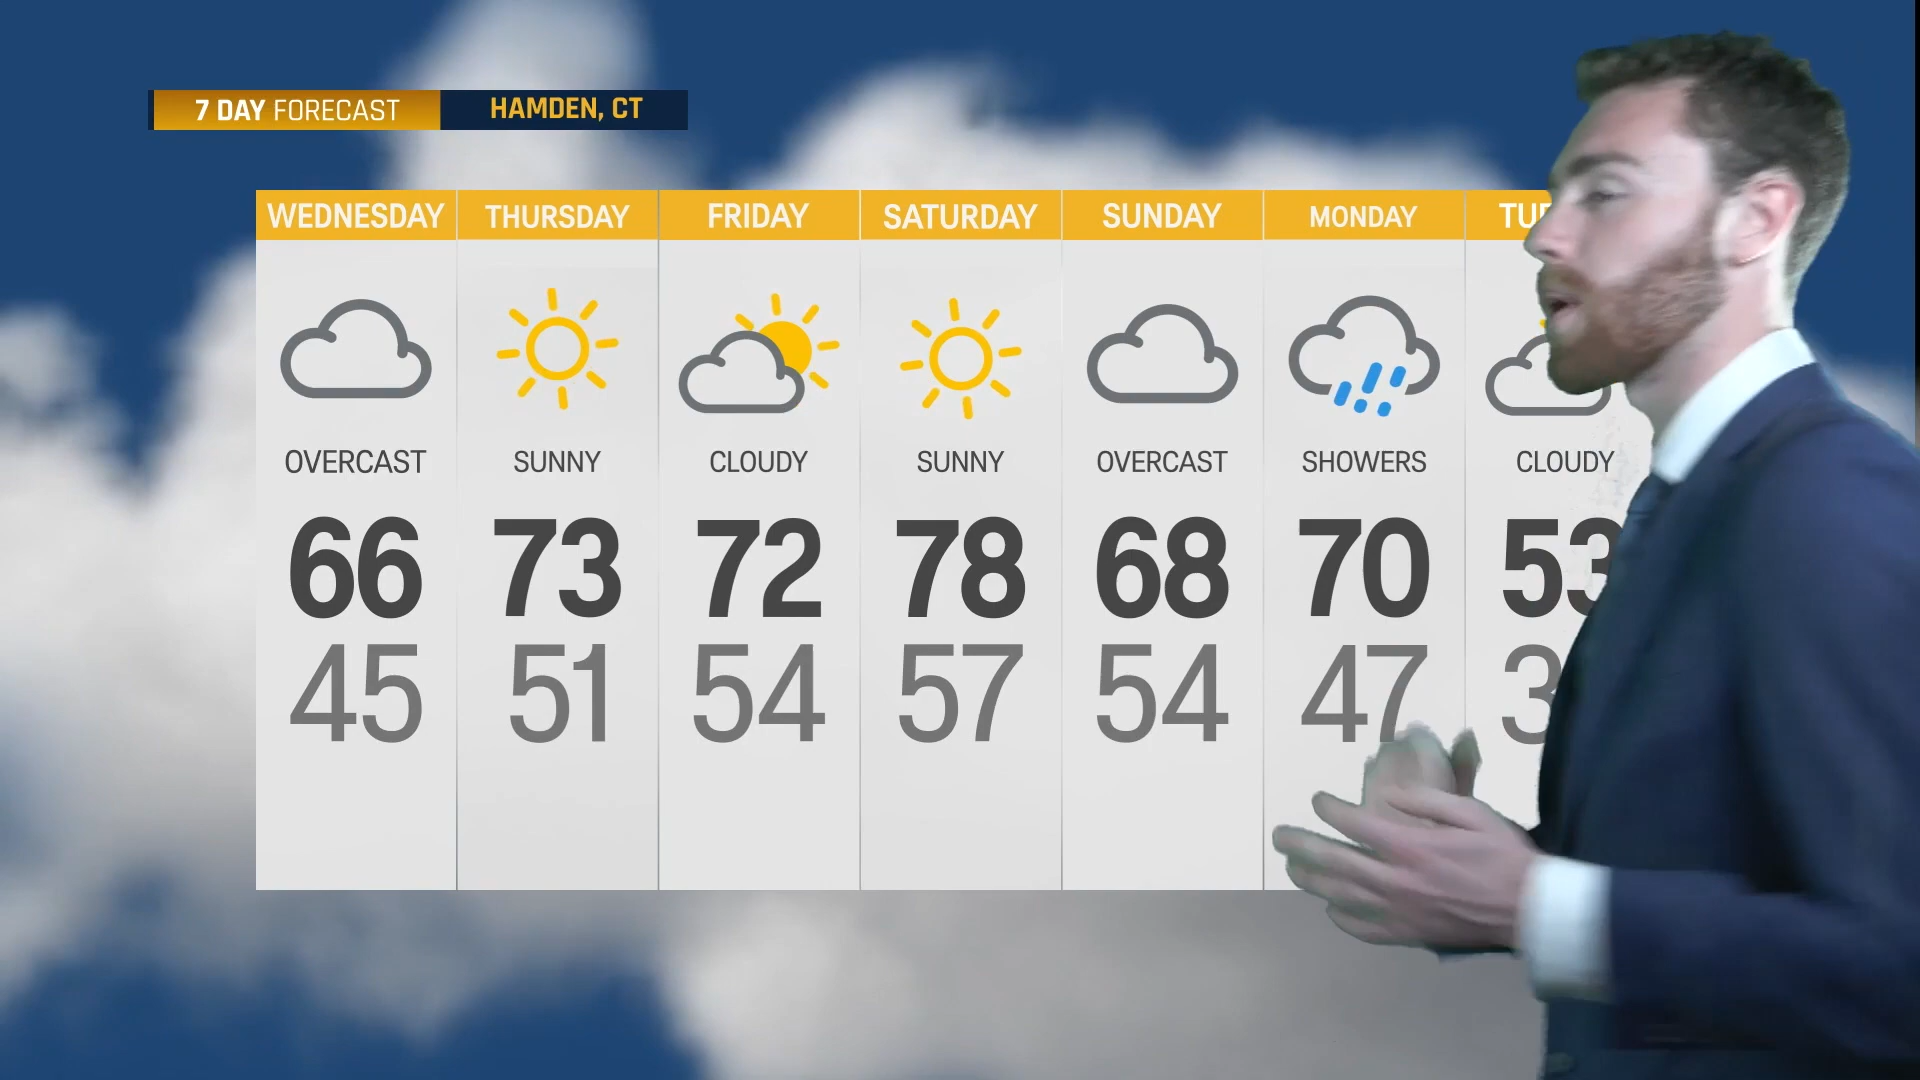 7 DAY FORECAST HAMDEN, CT
WEDNESDAY THURSDAY FRIDAY SATURDAY SUNDAY MONDAY
OVERCAST SUNNY CLOUDY SUNNY OVERCAST SHOWERS CLOUDY
66 73 72 78 68 70 53
45 51 54 57 54 47